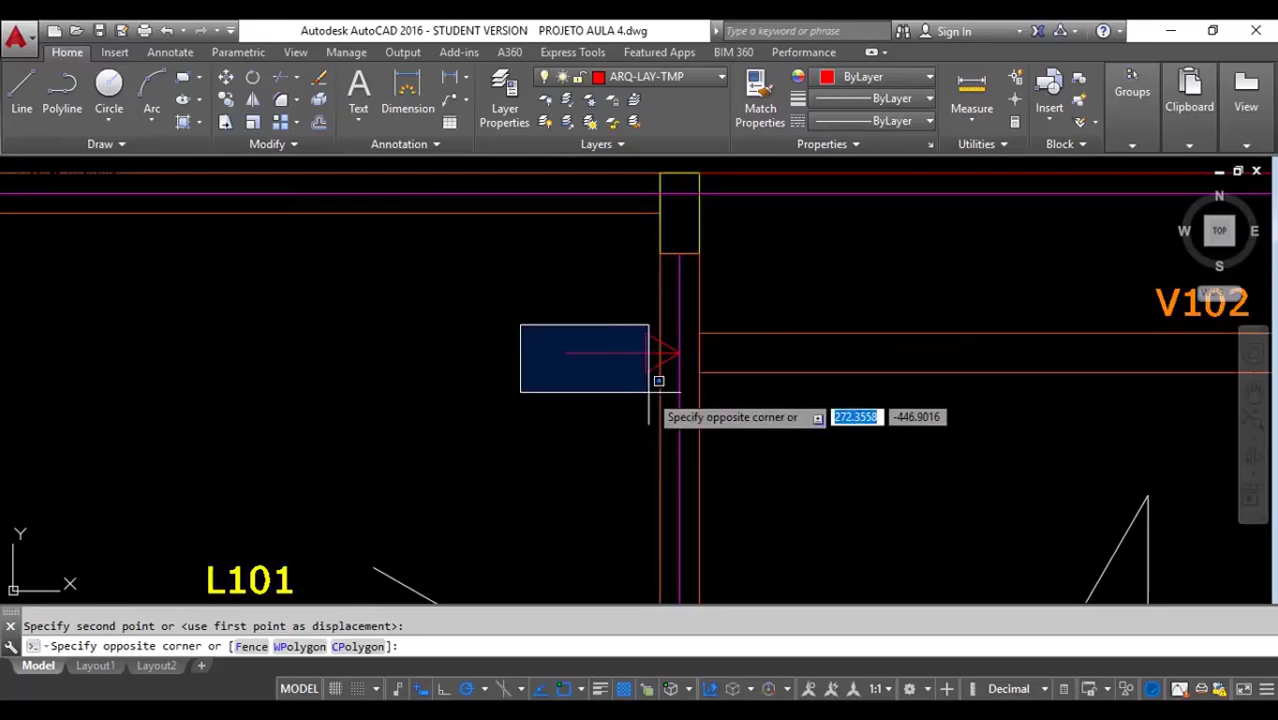 Autodesk AutoCAD 2016 - STUDENT VERSION PROJETO AULA 4.dwg
Type a keyword or phrase
Sign In
Home Insert Annotate Parametric View Manage Output Add-ins A360 Express Tools Featured Apps BIM 360 Performance
ARQ-LAY-TMP
ByLayer
ByLayer
ByLayer
Line Polyline Circle Arc
Text Dimension
Layer Properties
Match Properties
Measure
Insert
Groups
Clipboard
View
Draw Modify Annotation Layers Properties Utilities Block
N
W TOP E
S
V102
Specify opposite corner or 272.3558 -446.9016
Y
X
L101
Specify second point or <use first point as displacement>:
Specify opposite corner or [Fence WPolygon CPolygon]:
Model Layout1 Layout2 +
MODEL 1:1 Decimal